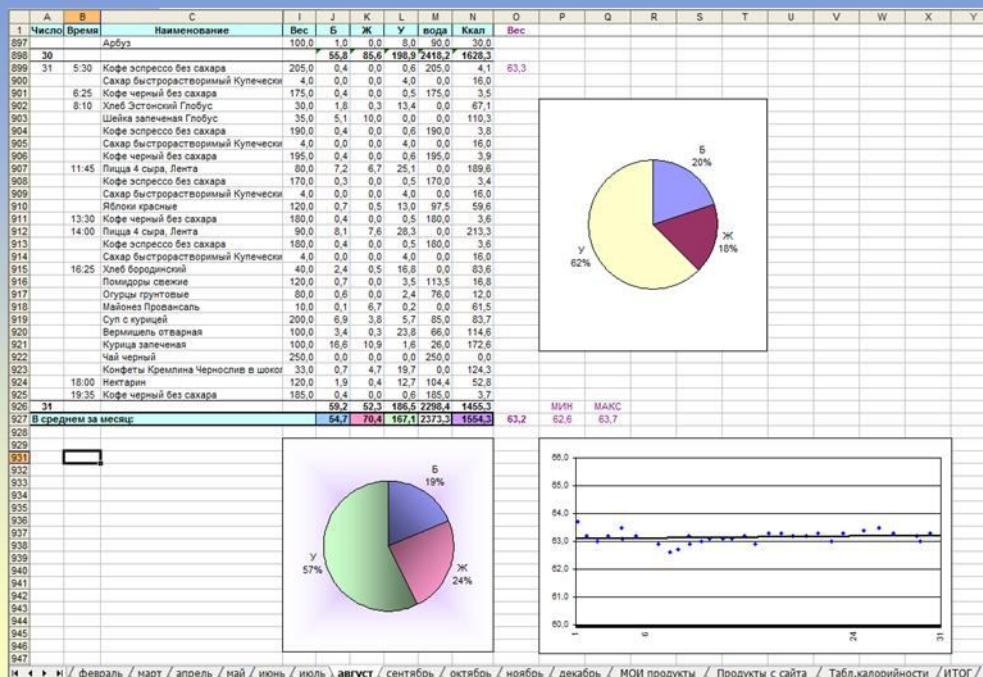 A B C I J K L M N O P Q R S T U V W X Y
1 Число Время Наименование Вес Б Ж У вода Ккал Вес
897 Арбуз 100,0 1,0 0,0 8,0 90,0 30,0
898 30 55,8 85,6 198,9 2418,2 1628,3
899 31 5:30 Кофе эспрессо без сахара 205,0 0,4 0,0 0,6 205,0 4,1 63,3
900 Сахар быстрорастворимый Купечески 4,0 0,0 0,0 4,0 0,0 16,0
901 6:25 Кофе черный без сахара 175,0 0,4 0,0 0,5 175,0 3,5
902 8:10 Хлеб Эстонский Глобус 30,0 1,8 0,3 13,4 0,0 67,1
903 Шейка запеченая Глобус 35,0 5,1 10,0 0,0 0,0 110,3
904 Кофе эспрессо без сахара 190,0 0,4 0,0 0,6 190,0 3,8
905 Сахар быстрорастворимый Купечески 4,0 0,0 0,0 4,0 0,0 16,0
906 Кофе черный без сахара 195,0 0,4 0,0 0,6 195,0 3,9
907 11:45 Пицца 4 сыра, Лента 80,0 7,2 6,7 25,1 0,0 189,6
908 Кофе эспрессо без сахара 170,0 0,3 0,0 0,5 170,0 3,4
909 Сахар быстрорастворимый Купечески 4,0 0,0 0,0 4,0 0,0 16,0
910 Яблоки красные 120,0 0,7 0,5 13,0 97,5 59,6
911 13:30 Кофе черный без сахара 180,0 0,4 0,0 0,5 180,0 3,6
912 14:00 Пицца 4 сыра, Лента 90,0 8,1 7,6 28,3 0,0 213,3
913 Кофе эспрессо без сахара 180,0 0,4 0,0 0,5 180,0 3,6
914 Сахар быстрорастворимый Купечески 4,0 0,0 0,0 4,0 0,0 16,0
915 16:25 Хлеб бородинский 40,0 2,4 0,5 16,8 0,0 83,6
916 Помидоры свежие 120,0 0,7 0,0 3,5 113,5 16,8
917 Огурцы грунтовые 80,0 0,6 0,0 2,4 76,0 12,0
918 Майонез Провансаль 10,0 0,1 6,7 0,2 0,0 61,5
919 Суп с курицей 200,0 6,9 3,8 5,7 85,0 83,7
920 Вермишель отварная 100,0 3,4 0,3 23,8 66,0 114,6
921 Курица запеченая 100,0 16,6 10,9 1,6 26,0 172,6
922 Чай черный 250,0 0,0 0,0 0,0 250,0 0,0
923 Конфеты Кремлина Чернослив в шокол 33,0 0,7 4,7 19,7 0,0 124,3
924 18:00 Нектарин 120,0 1,9 0,4 12,7 104,4 52,8
925 19:35 Кофе черный без сахара 185,0 0,4 0,0 0,6 185,0 3,7
926 31 59,2 52,3 186,5 2298,4 1455,3 МИН МАКС
927 В среднем за месяц: 54,7 70,4 167,1 2373,3 1554,3 63,2 62,6 63,7
Б
20%
Ж
18%
У
62%
928
929
931
932
933
934
935
936
937
938
939
940
941
942
943
944
945
946
947
Б
19%
Ж
24%
У
57%
66,0
65,0
64,0
63,0
62,0
61,0
60,0
1 6 24 31
февраль март апрель май июнь июль август сентябрь октябрь ноябрь декабрь МОИ продукты Продукты с сайта Табл.калорийности ИТОГ